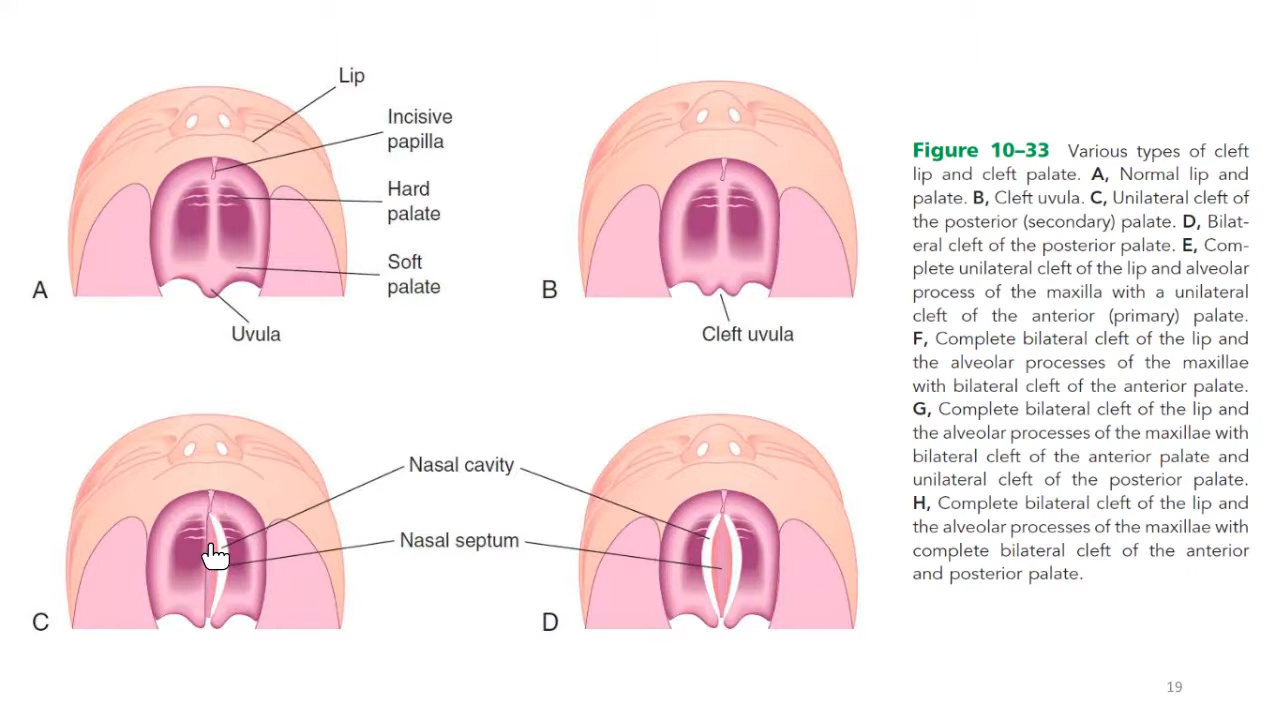 Lip
Incisive
papilla
Hard
palate
Soft
palate
A
Uvula
B
Cleft uvula
Nasal cavity
Nasal septum
C
D
Figure 10–33 Various types of cleft
lip and cleft palate. A, Normal lip and
palate. B, Cleft uvula. C, Unilateral cleft of
the posterior (secondary) palate. D, Bilat-
eral cleft of the posterior palate. E, Com-
plete unilateral cleft of the lip and alveolar
process of the maxilla with a unilateral
cleft of the anterior (primary) palate.
F, Complete bilateral cleft of the lip and
the alveolar processes of the maxillae
with bilateral cleft of the anterior palate.
G, Complete bilateral cleft of the lip and
the alveolar processes of the maxillae with
bilateral cleft of the anterior palate and
unilateral cleft of the posterior palate.
H, Complete bilateral cleft of the lip and
the alveolar processes of the maxillae with
complete bilateral cleft of the anterior
and posterior palate.
19